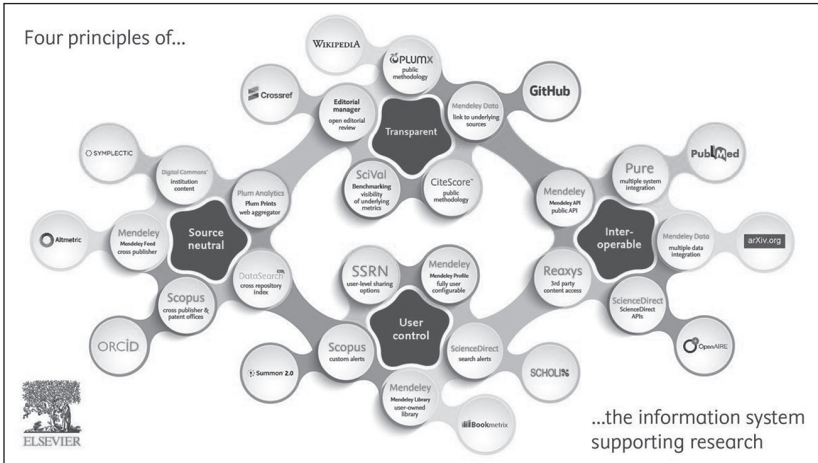 Four principles of...
WIKIPEDIA
PLUMX
public
methodology
Crossref
Editorial
manager
open editorial
review
Transparent
Mendeley Data
link to underlying
sources
GitHub
SciVal
Benchmarking
visibility
of underlying
metrics
CiteScore™
public
methodology
SYMPLECTIC
Digital Commons™
institution
content
Plum Analytics
Plum Prints
web aggregator
Altmetric
Mendeley
Mendeley Feed
cross publisher
Source
neutral
DataSearch
cross repository
index
Scopus
cross publisher &
patent offices
ORCID
Pure
multiple system
integration
PubMed
Mendeley
Mendeley API
public API
Inter-
operable
Mendeley Data
multiple data
integration
arXiv.org
Reaxys
3rd party
content access
ScienceDirect
ScienceDirect
APIs
OpenAIRE
SSRN
user-level sharing
options
Mendeley
Mendeley Profile
fully user
configurable
User
control
Scopus
custom alerts
ScienceDirect
search alerts
Summon 2.0
Mendeley
Mendeley Library
user-owned
library
SCHOLIX
Bookmetrix
ELSEVIER
...the information system
supporting research